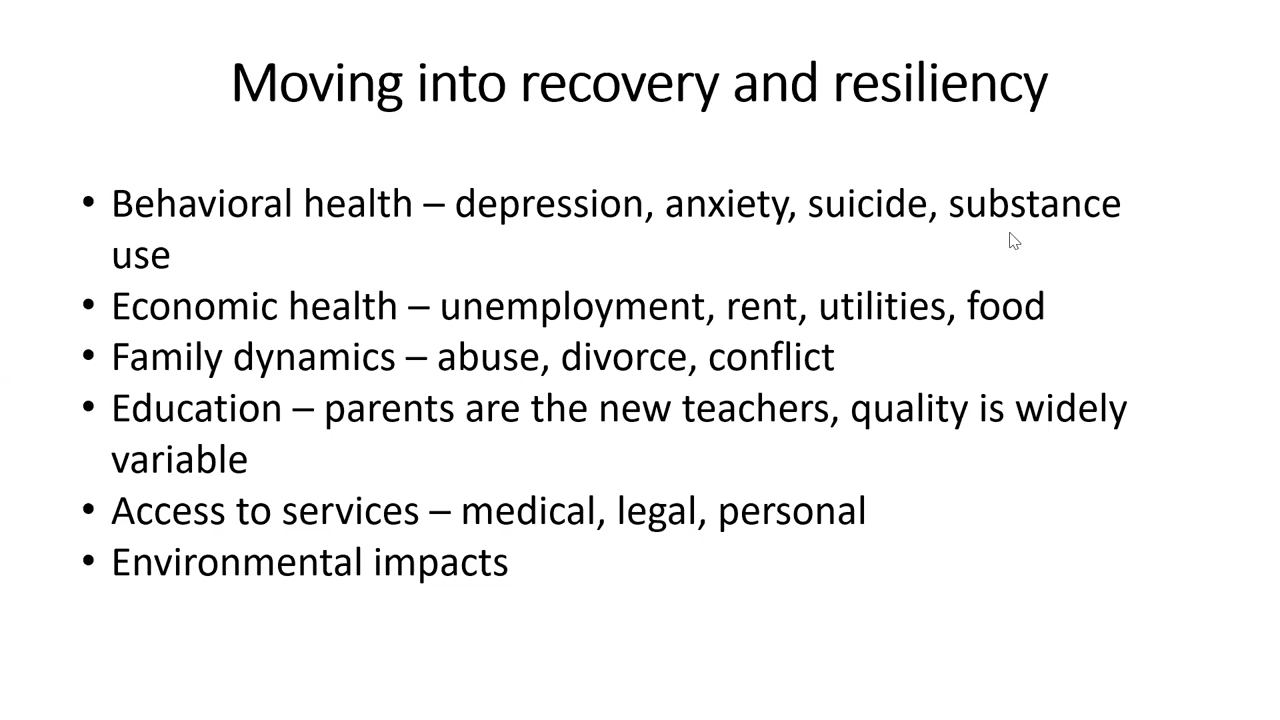 Moving into recovery and resiliency
• Behavioral health – depression, anxiety, suicide, substance
use
• Economic health – unemployment, rent, utilities, food
• Family dynamics – abuse, divorce, conflict
• Education – parents are the new teachers, quality is widely
variable
• Access to services – medical, legal, personal
• Environmental impacts